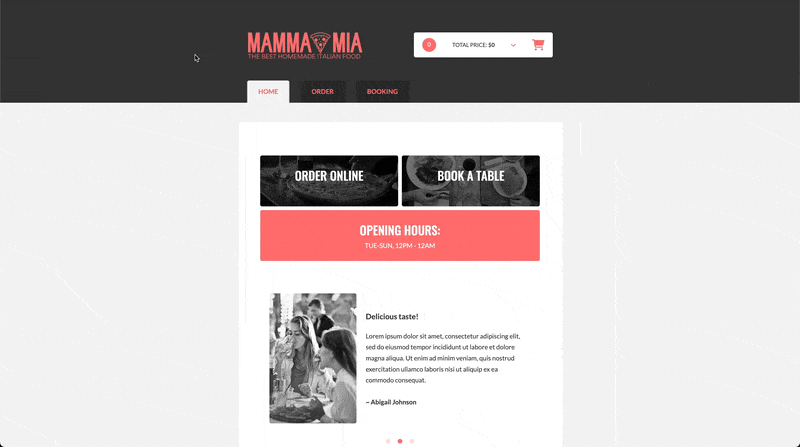 MAMMA MIA
THE BEST HOMEMADE ITALIAN FOOD
0 TOTAL PRICE: $0
HOME ORDER BOOKING
ORDER ONLINE BOOK A TABLE
OPENING HOURS:
TUE-SUN, 12PM - 12AM
Delicious taste!
Lorem ipsum dolor sit amet, consectetur adipiscing elit,
sed do eiusmod tempor incididunt ut labore et dolore
magna aliqua. Ut enim ad minim veniam, quis nostrud
exercitation ullamco laboris nisi ut aliquip ex ea
commodo consequat.
~ Abigail Johnson